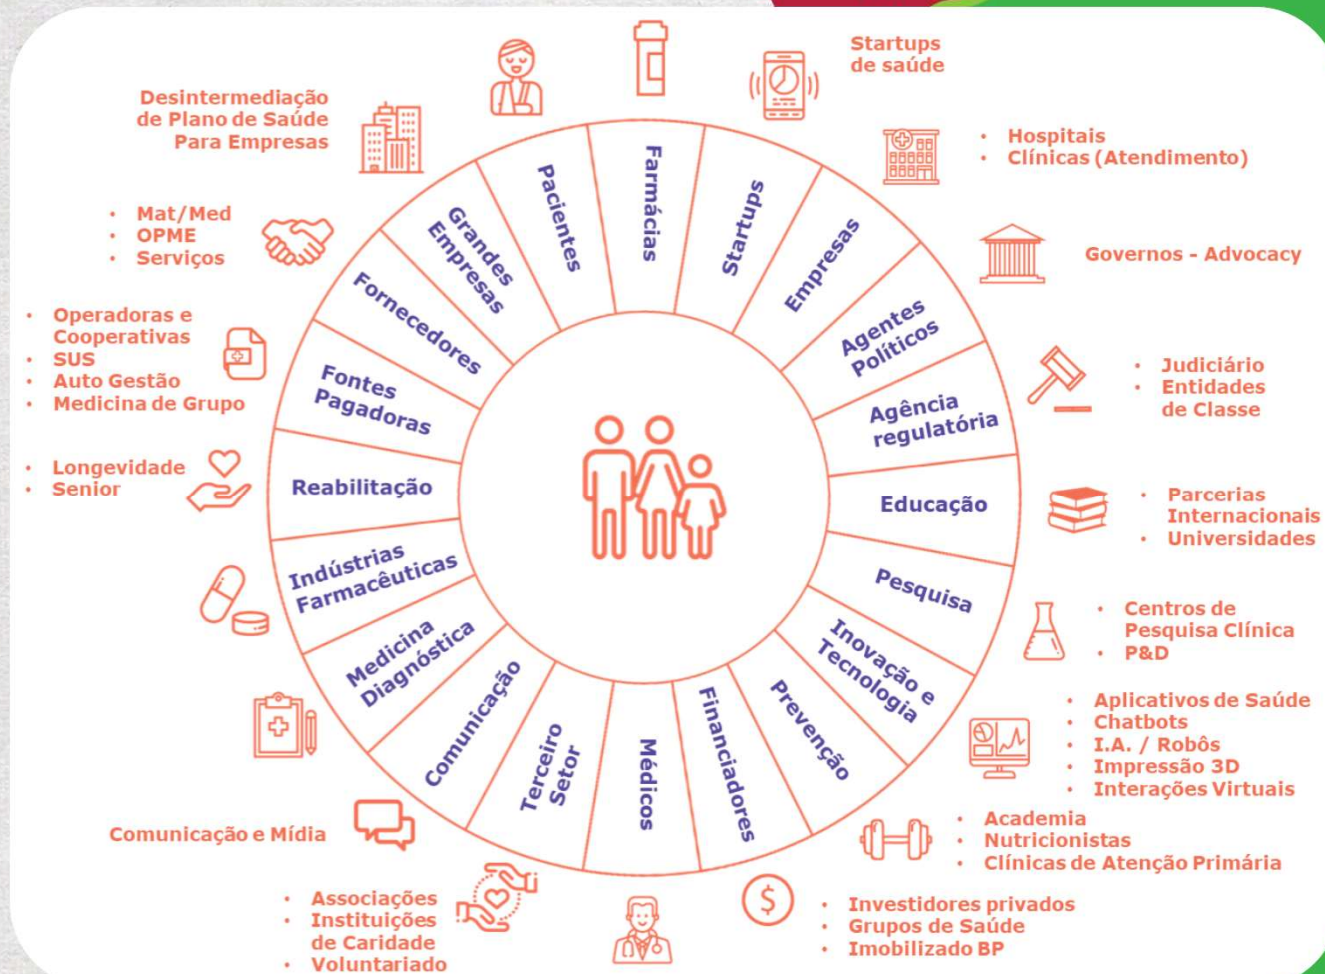 Startups
de saúde
Desintermediação
de Plano de Saúde
Para Empresas
• Hospitais
• Clínicas (Atendimento)
• Mat/Med
• OPME
• Serviços
Governos - Advocacy
• Operadoras e
Cooperativas
• SUS
• Auto Gestão
• Medicina de Grupo
• Judiciário
• Entidades
de Classe
• Longevidade
• Senior
• Parcerias
Internacionais
• Universidades
• Centros de
Pesquisa Clínica
• P&D
• Aplicativos de Saúde
• Chatbots
• I.A. / Robôs
• Impressão 3D
• Interações Virtuais
• Academia
• Nutricionistas
• Clínicas de Atenção Primária
Comunicação e Mídia
• Associações
• Instituições
de Caridade
• Voluntariado
• Investidores privados
• Grupos de Saúde
• Imobilizado BP
Farmácias
Startups
Empresas
Agentes
Políticos
Agência
regulatória
Educação
Pesquisa
Inovação e
Tecnologia
Prevenção
Financiadores
Médicos
Terceiro
Setor
Comunicação
Medicina
Diagnóstica
Indústrias
Farmacêuticas
Reabilitação
Fontes
Pagadoras
Fornecedores
Grandes
Empresas
Pacientes
$